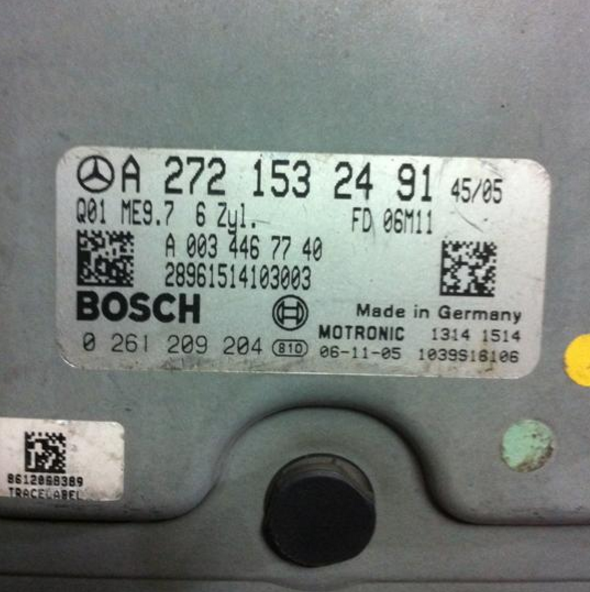 A 272 153 24 91 45/05
Q01 ME9.7 6 Zyl. FD 06M11
A 003 446 77 40
28961514103003
BOSCH
Made in Germany
MOTRONIC 1314 1514
0 261 209 204 810 06-11-05 1039S18106
8612068389
TRACELABEL